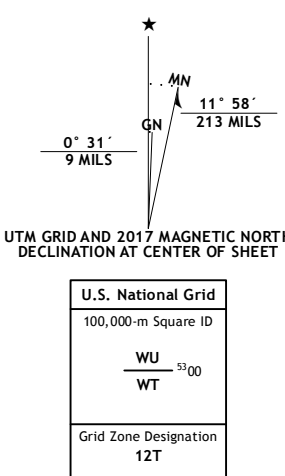 ★
MN
11° 58´
213 MILS
GN
0° 31´
9 MILS
UTM GRID AND 2017 MAGNETIC NORTH
DECLINATION AT CENTER OF SHEET
U.S. National Grid
100,000-m Square ID
WU
5300
WT
Grid Zone Designation
12T